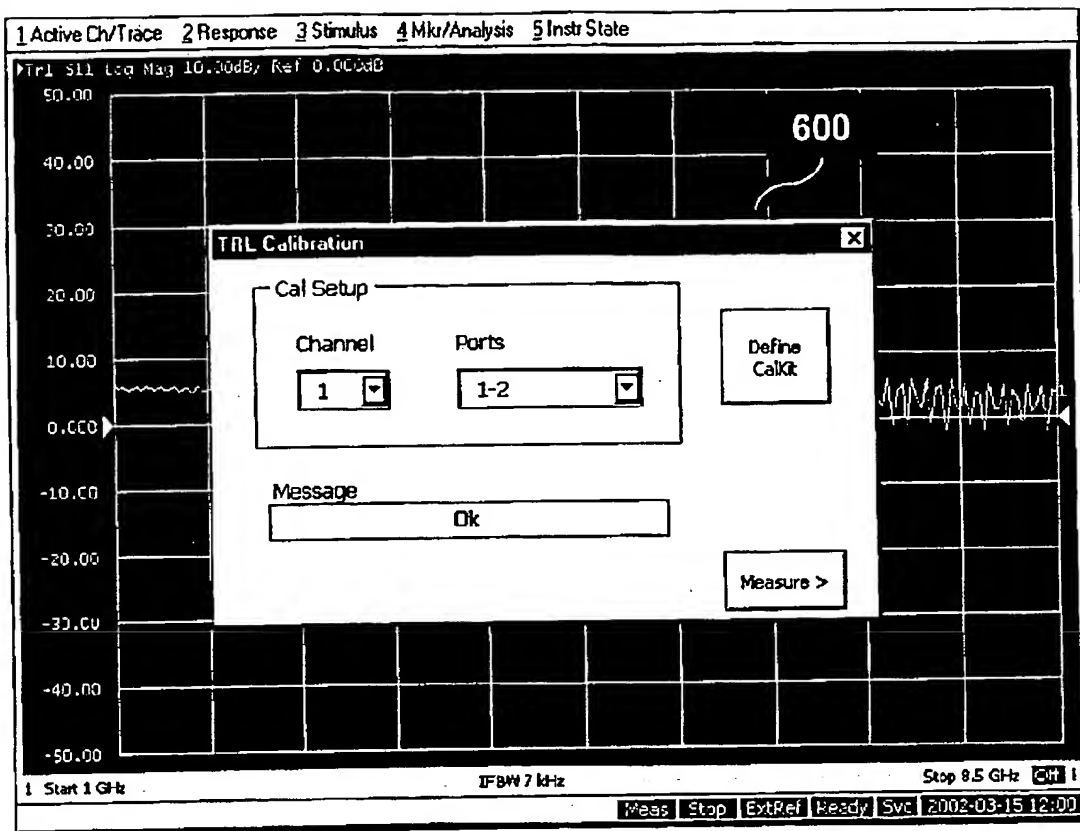 1 Active Ch/Trace 2 Response 3 Stimulus 4 Mkr/Analysis 5 Instr State
Tr1 S11 Log Mag 10.00dB/ Ref 0.000dB
50.00
600
40.00
30.00
TRL Calibration
20.00
Cal Setup
Channel Ports
Define
CalKit
10.00
1 1-2
0.000
-10.00
Message
Ok
-20.00
Measure >
-30.00
-40.00
-50.00
1 Start 1 GHz IFBW 7 kHz Stop 8.5 GHz
Meas Stop ExtRef Ready Svc 2002-03-15 12:00